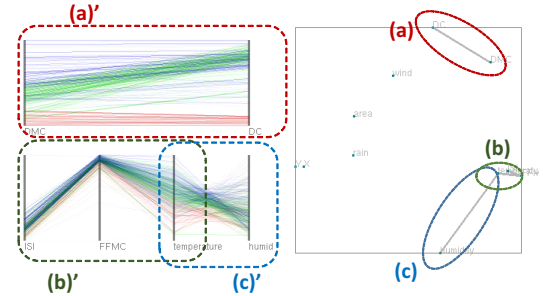 (a)'
DMC
DC
ISI
FFMC
temperature
humid
(b)'
(c)'
DC
(a)
DMC
wind
area
rain
Y X
(b)
humidity
(c)